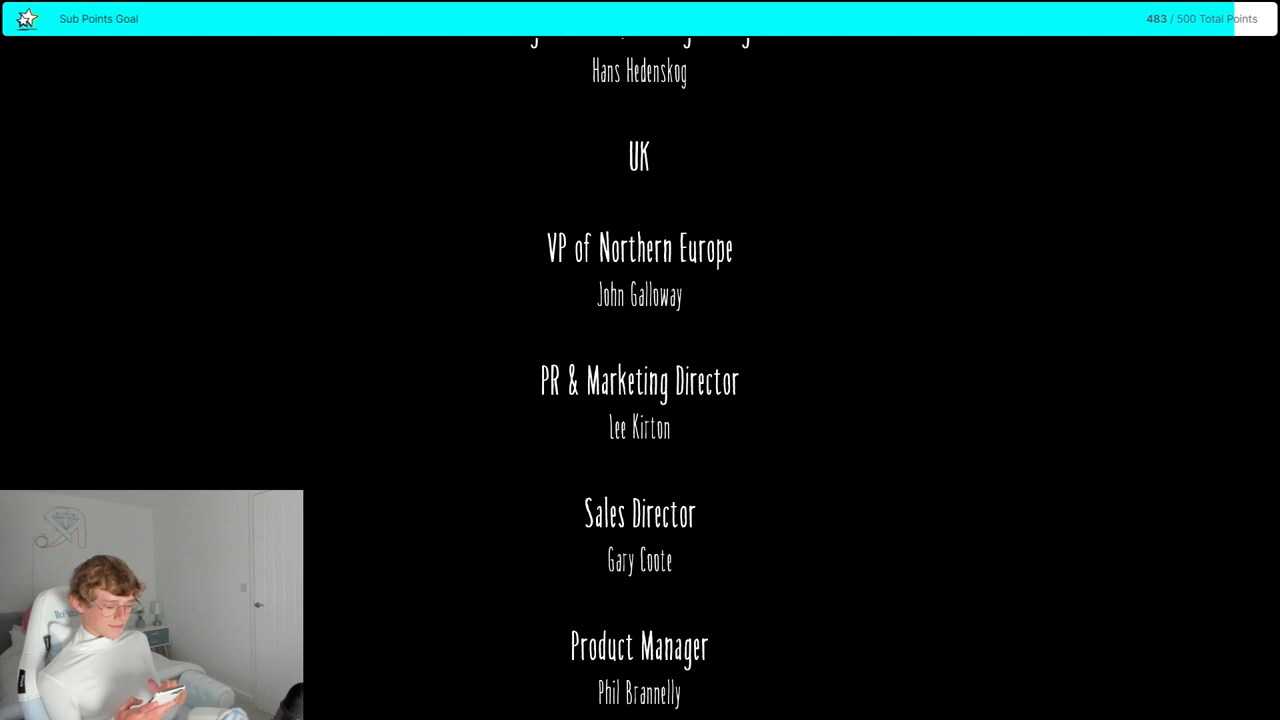 Sub Points Goal
483 / 500 Total Points
Hans Hedenskog
UK
VP of Northern Europe
John Galloway
PR & Marketing Director
Lee Kirton
Sales Director
Gary Coote
Product Manager
Phil Brannelly